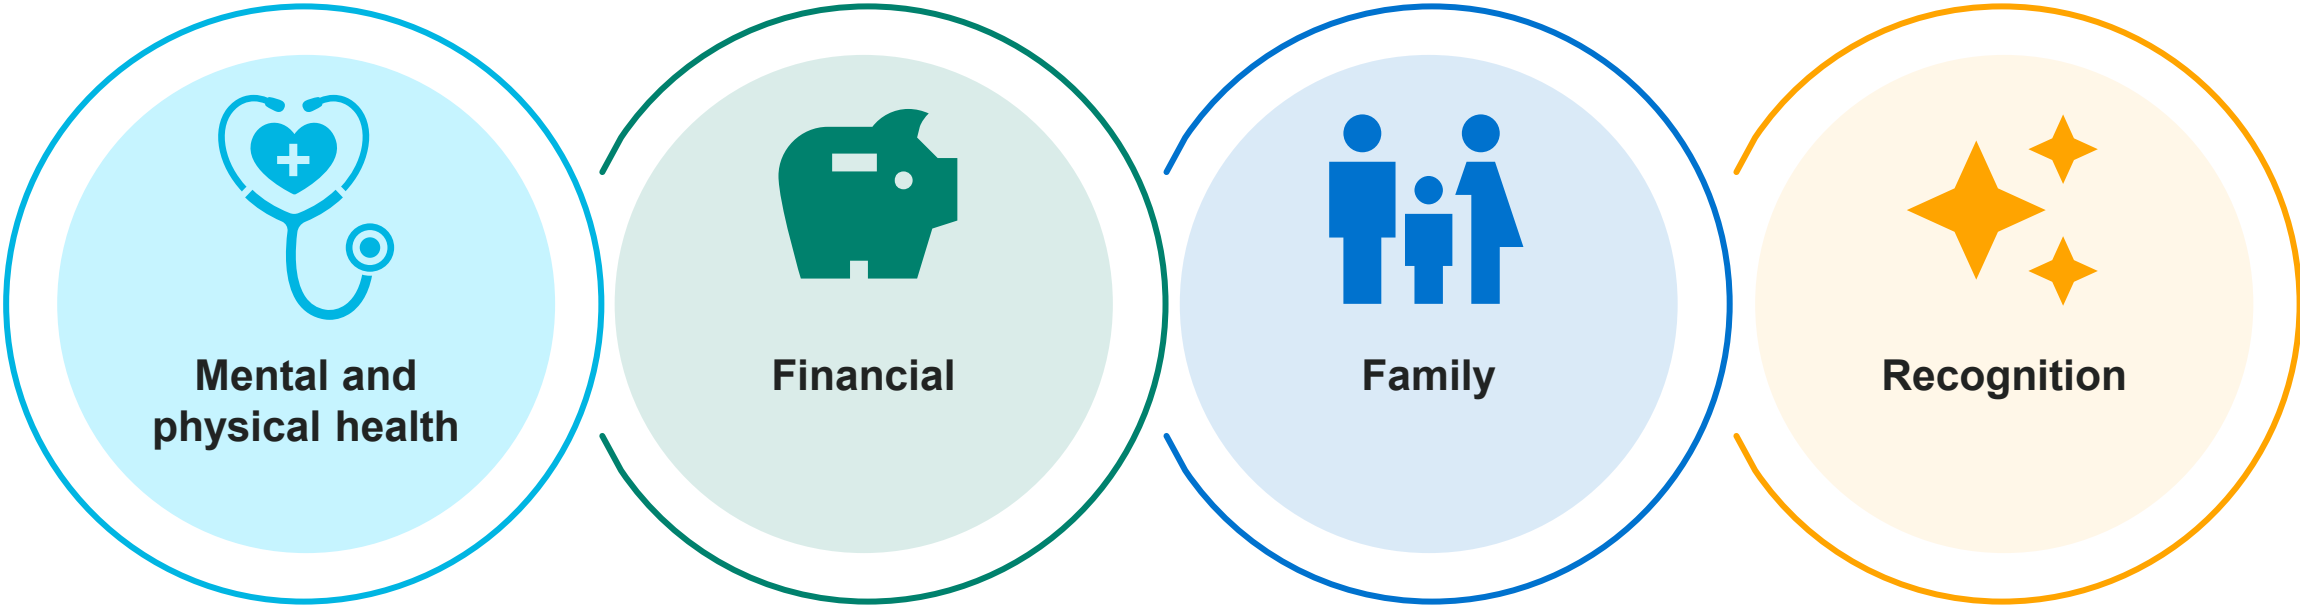 Mental and
physical health
Financial
Family
Recognition